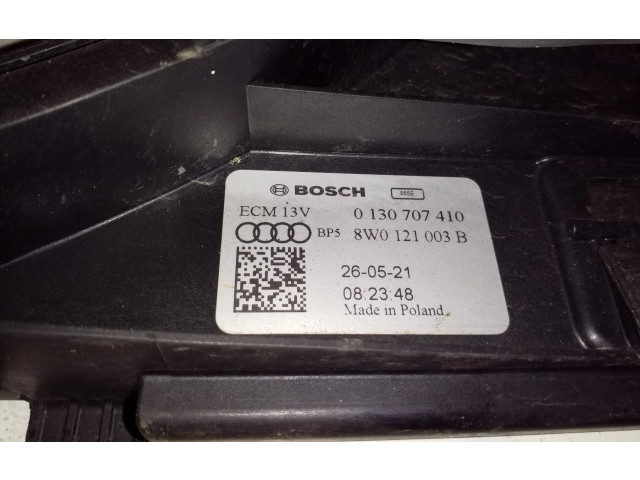 BOSCH
ECM 13V 0 130 707 410
BP5 8W0 121 003 B
26-05-21
08:23:48
Made in Poland